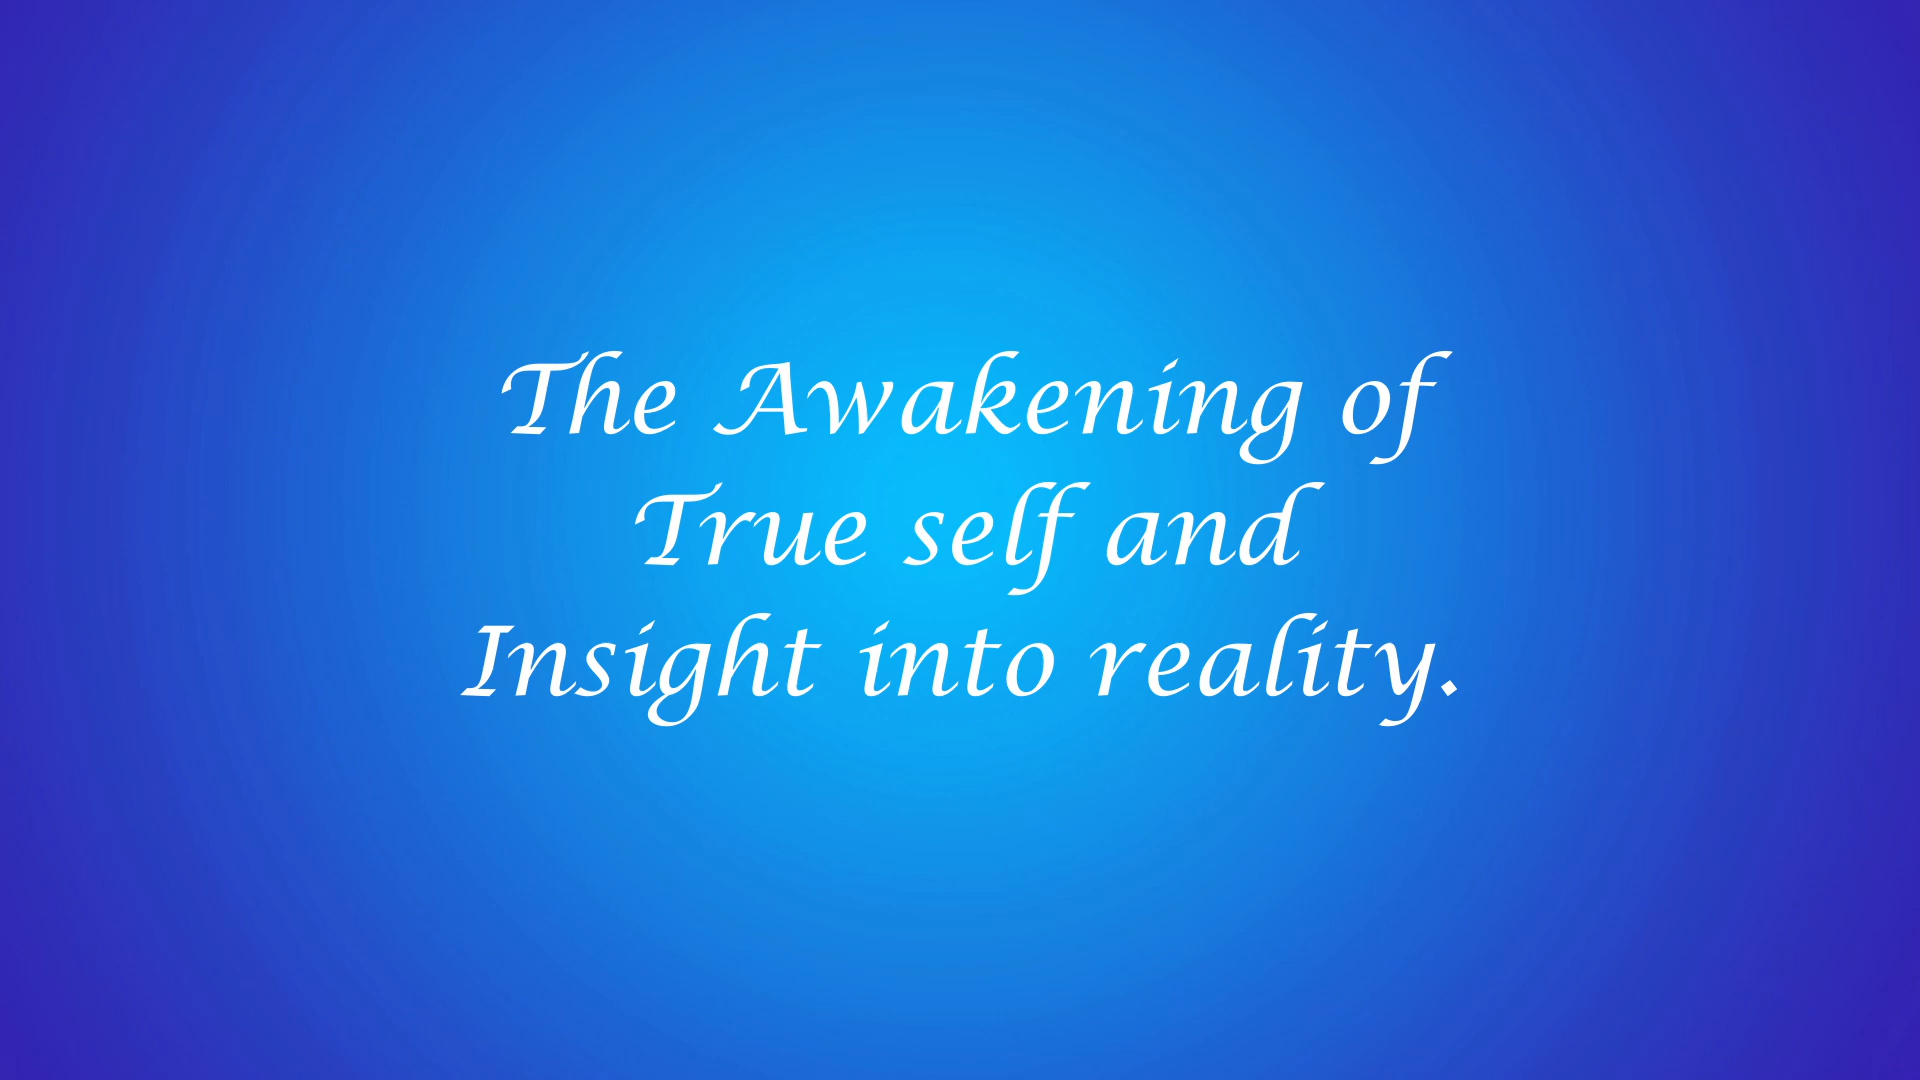 The Awakening of
True self and
Insight into reality.